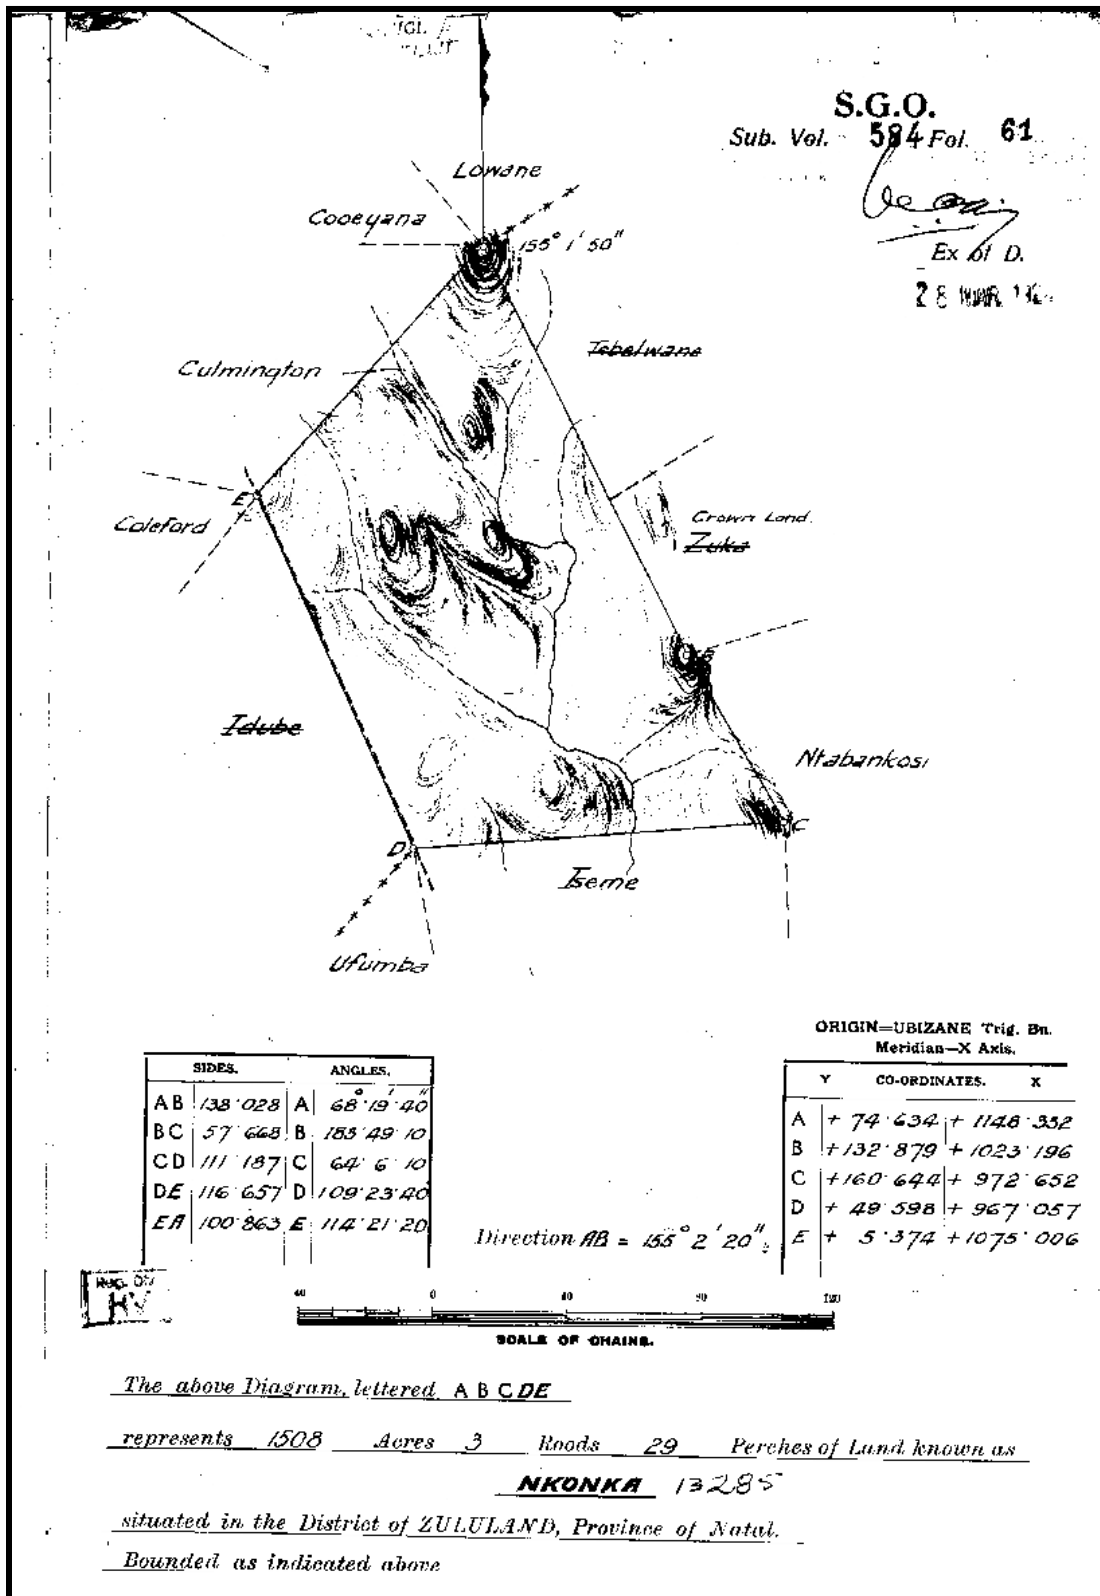 S.G.O.
Sub. Vol. 584 Fol. 61
Ex of D.
28 MAR
Lowane
Cooeyana
155° 1' 50"
Tebelwane
Culmington
E
Coleford
Crown Land
Zuka
B
Idube
Ntabankosi
C
D
Iseme
Ufumba
ORIGIN=UBIZANE Trig. Bn.
Meridian—X Axis.
SIDES. ANGLES.
AB 138·028 A 68° 19' 40"
BC 57·668 B 183·49·10
CD 111·187 C 64·6·10
DE 116·657 D 109·23·40
EA 100·863 E 114·21·20
Y CO-ORDINATES. X
A + 74·634 + 1148·332
B +132·879 +1023·196
C +160·644 + 972·652
D + 49·598 + 967·057
E + 5·374 +1075·006
Direction AB = 155° 2' 20"
40 0 40 100
SCALE OF CHAINS.
The above Diagram, lettered A B C D E
represents 1508 Acres 3 Roods 29 Perches of Land known as
NKONKA 13285
situated in the District of ZULULAND, Province of Natal.
Bounded as indicated above